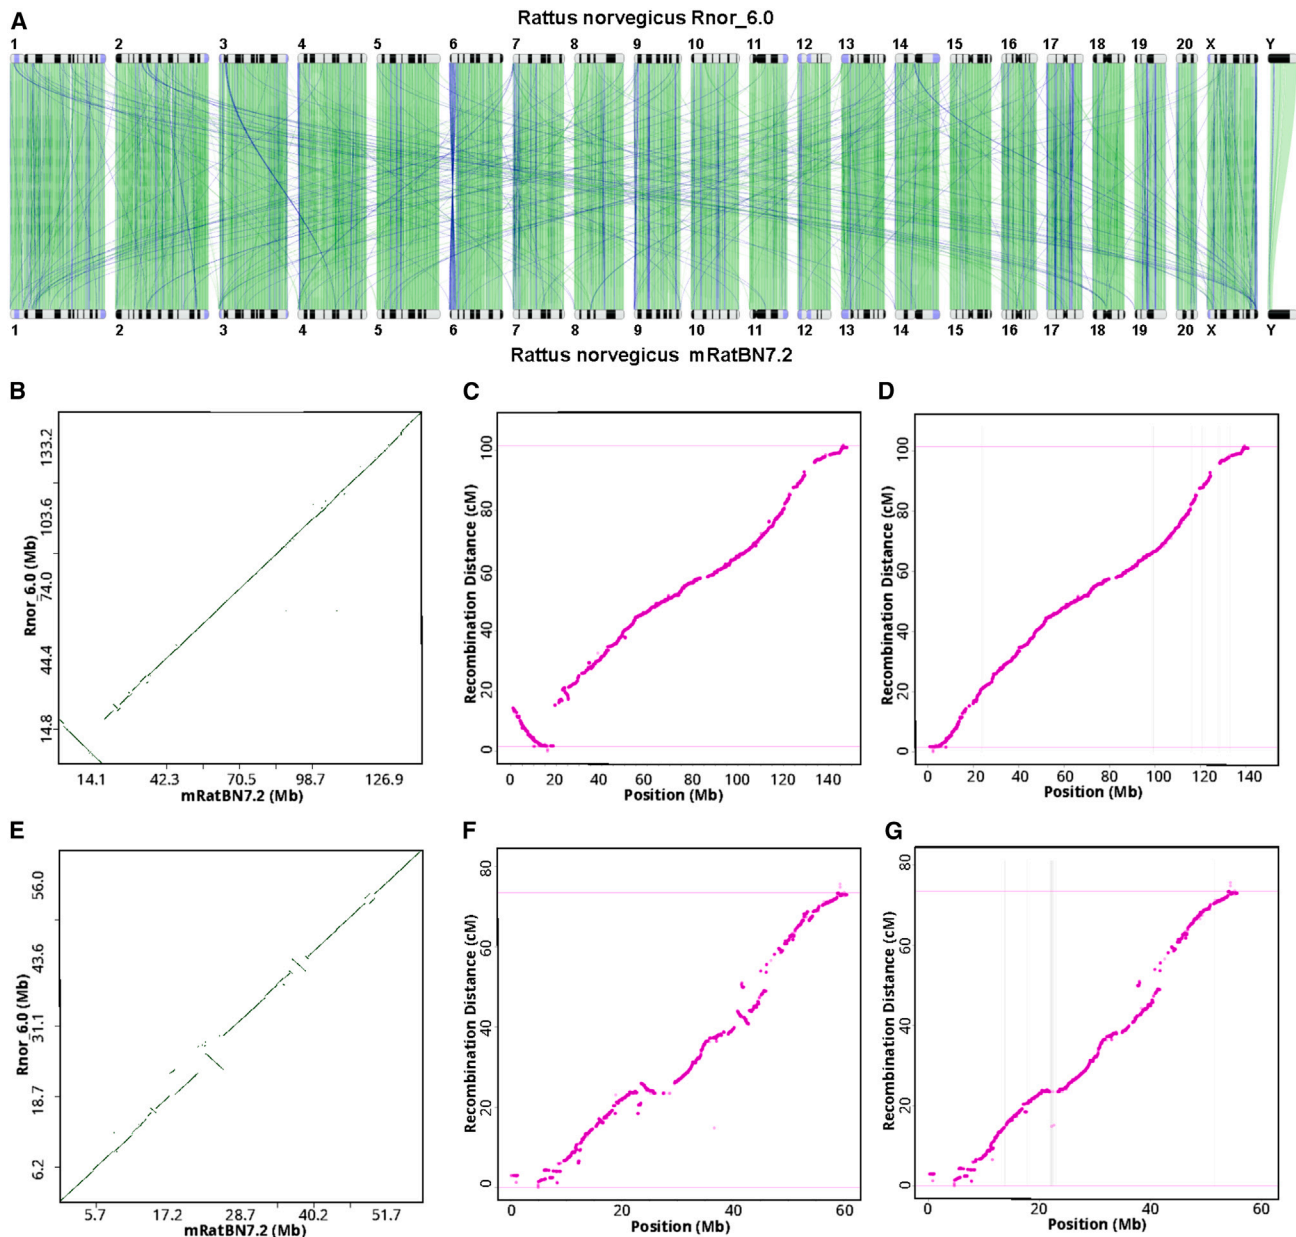 A
Rattus norvegicus Rnor_6.0
1 2 3 4 5 6 7 8 9 10 11 12 13 14 15 16 17 18 19 20 X Y
1 2 3 4 5 6 7 8 9 10 11 12 13 14 15 16 17 18 19 20 X Y
Rattus norvegicus mRatBN7.2
B
Rnor_6.0 (Mb)
133.2
103.6
74.0
44.4
14.8
14.1 42.3 70.5 98.7 126.9
mRatBN7.2 (Mb)
C
Recombination Distance (cM)
100
80
60
40
20
0
0 20 40 60 80 100 120 140
Position (Mb)
D
Recombination Distance (cM)
100
80
60
40
20
0
0 20 40 60 80 100 120 140
Position (Mb)
E
Rnor_6.0 (Mb)
56.0
43.6
31.1
18.7
6.2
5.7 17.2 28.7 40.2 51.7
mRatBN7.2 (Mb)
F
Recombination Distance (cM)
80
60
40
20
0
0 20 40 60
Position (Mb)
G
Recombination Distance (cM)
80
60
40
20
0
0 20 40 60
Position (Mb)